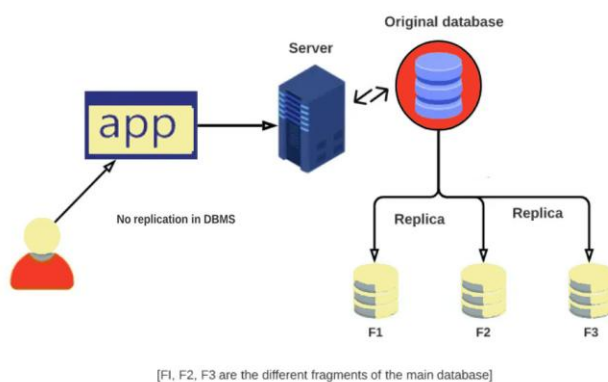 Original database
Server
app
No replication in DBMS
Replica
Replica
F1
F2
F3
[FI, F2, F3 are the different fragments of the main database]